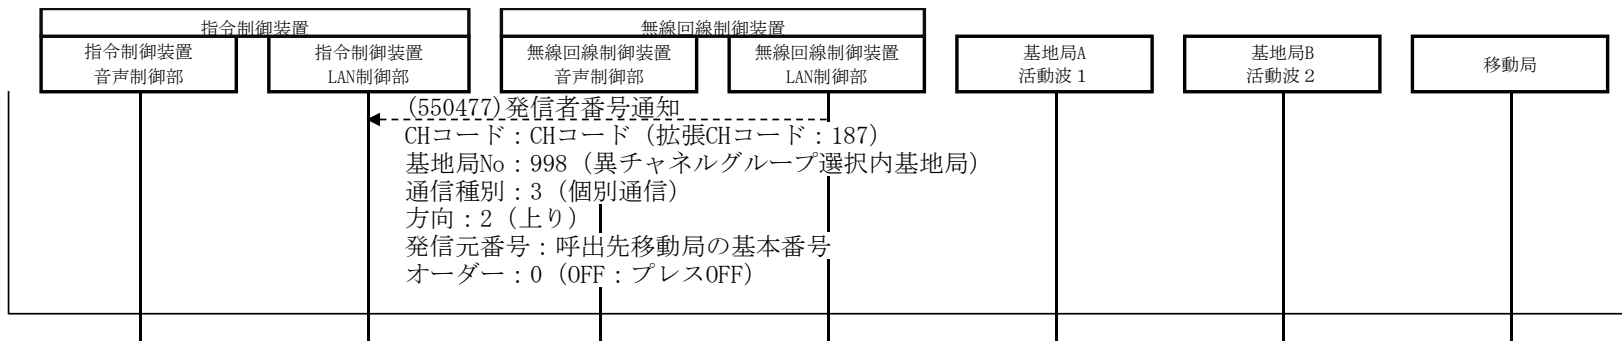 指令制御装置
無線回線制御装置
指令制御装置
音声制御部
指令制御装置
LAN制御部
無線回線制御装置
音声制御部
無線回線制御装置
LAN制御部
基地局A
活動波1
基地局B
活動波2
移動局
(550477)発信者番号通知
CHコード:CHコード（拡張CHコード:187）
基地局No:998（異チャネルグループ選択内基地局）
通信種別:3（個別通信）
方向:2（上り）
発信元番号:呼出先移動局の基本番号
オーダー:0（OFF:プレスOFF）